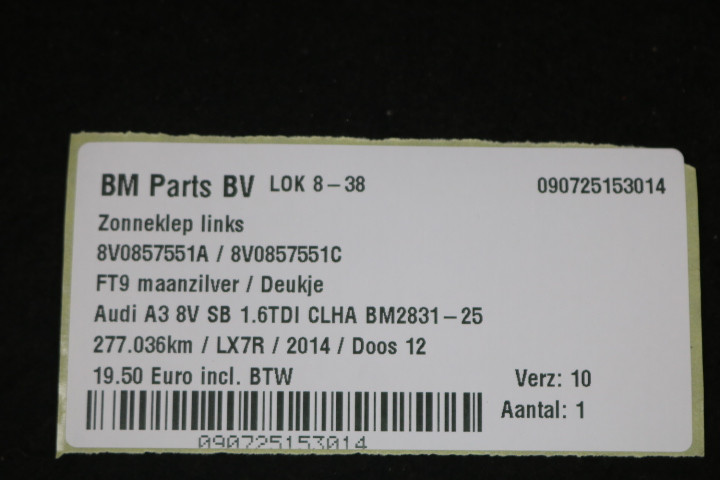 BM Parts BV LOK 8-38 090725153014
Zonneklep links
8V0857551A / 8V0857551C
FT9 maanzilver / Deukje
Audi A3 8V SB 1.6TDI CLHA BM2831-25
277.036km / LX7R / 2014 / Doos 12
19.50 Euro incl. BTW Verz: 10
Aantal: 1
090725153014